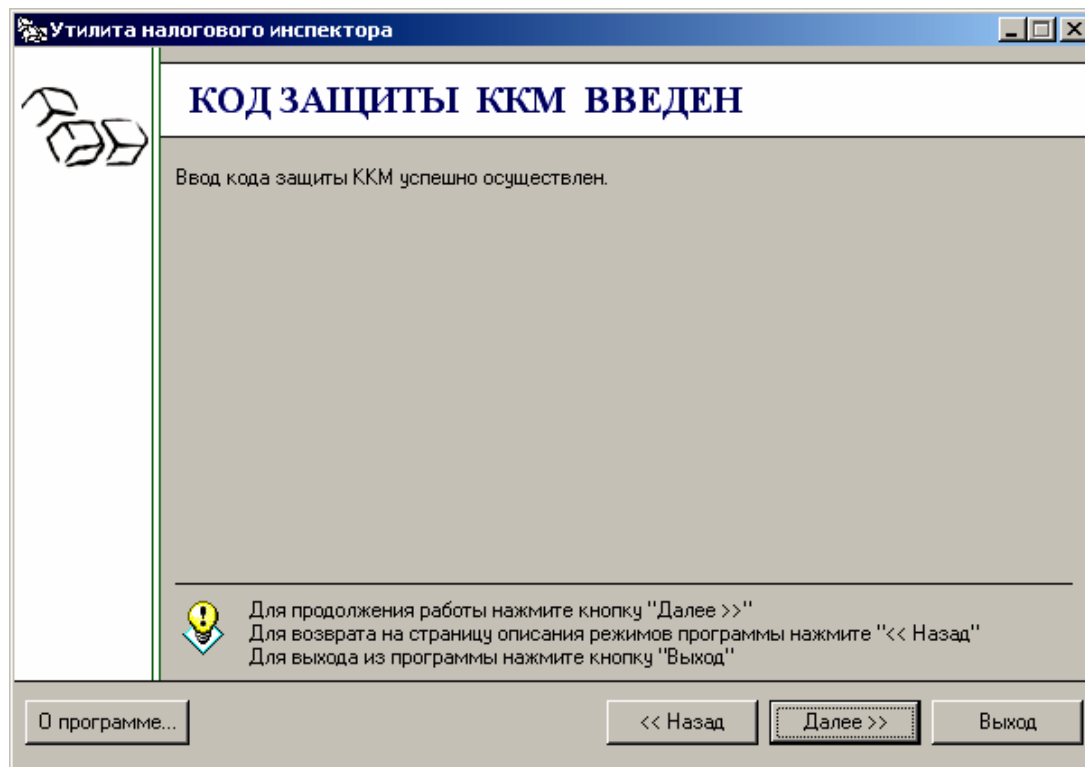 Утилита налогового инспектора
КОД ЗАЩИТЫ ККМ ВВЕДЕН
Ввод кода защиты ККМ успешно осуществлен.
Для продолжения работы нажмите кнопку "Далее >>"
Для возврата на страницу описания режимов программы нажмите "<< Назад"
Для выхода из программы нажмите кнопку "Выход"
О программе...
<< Назад
Далее >>
Выход